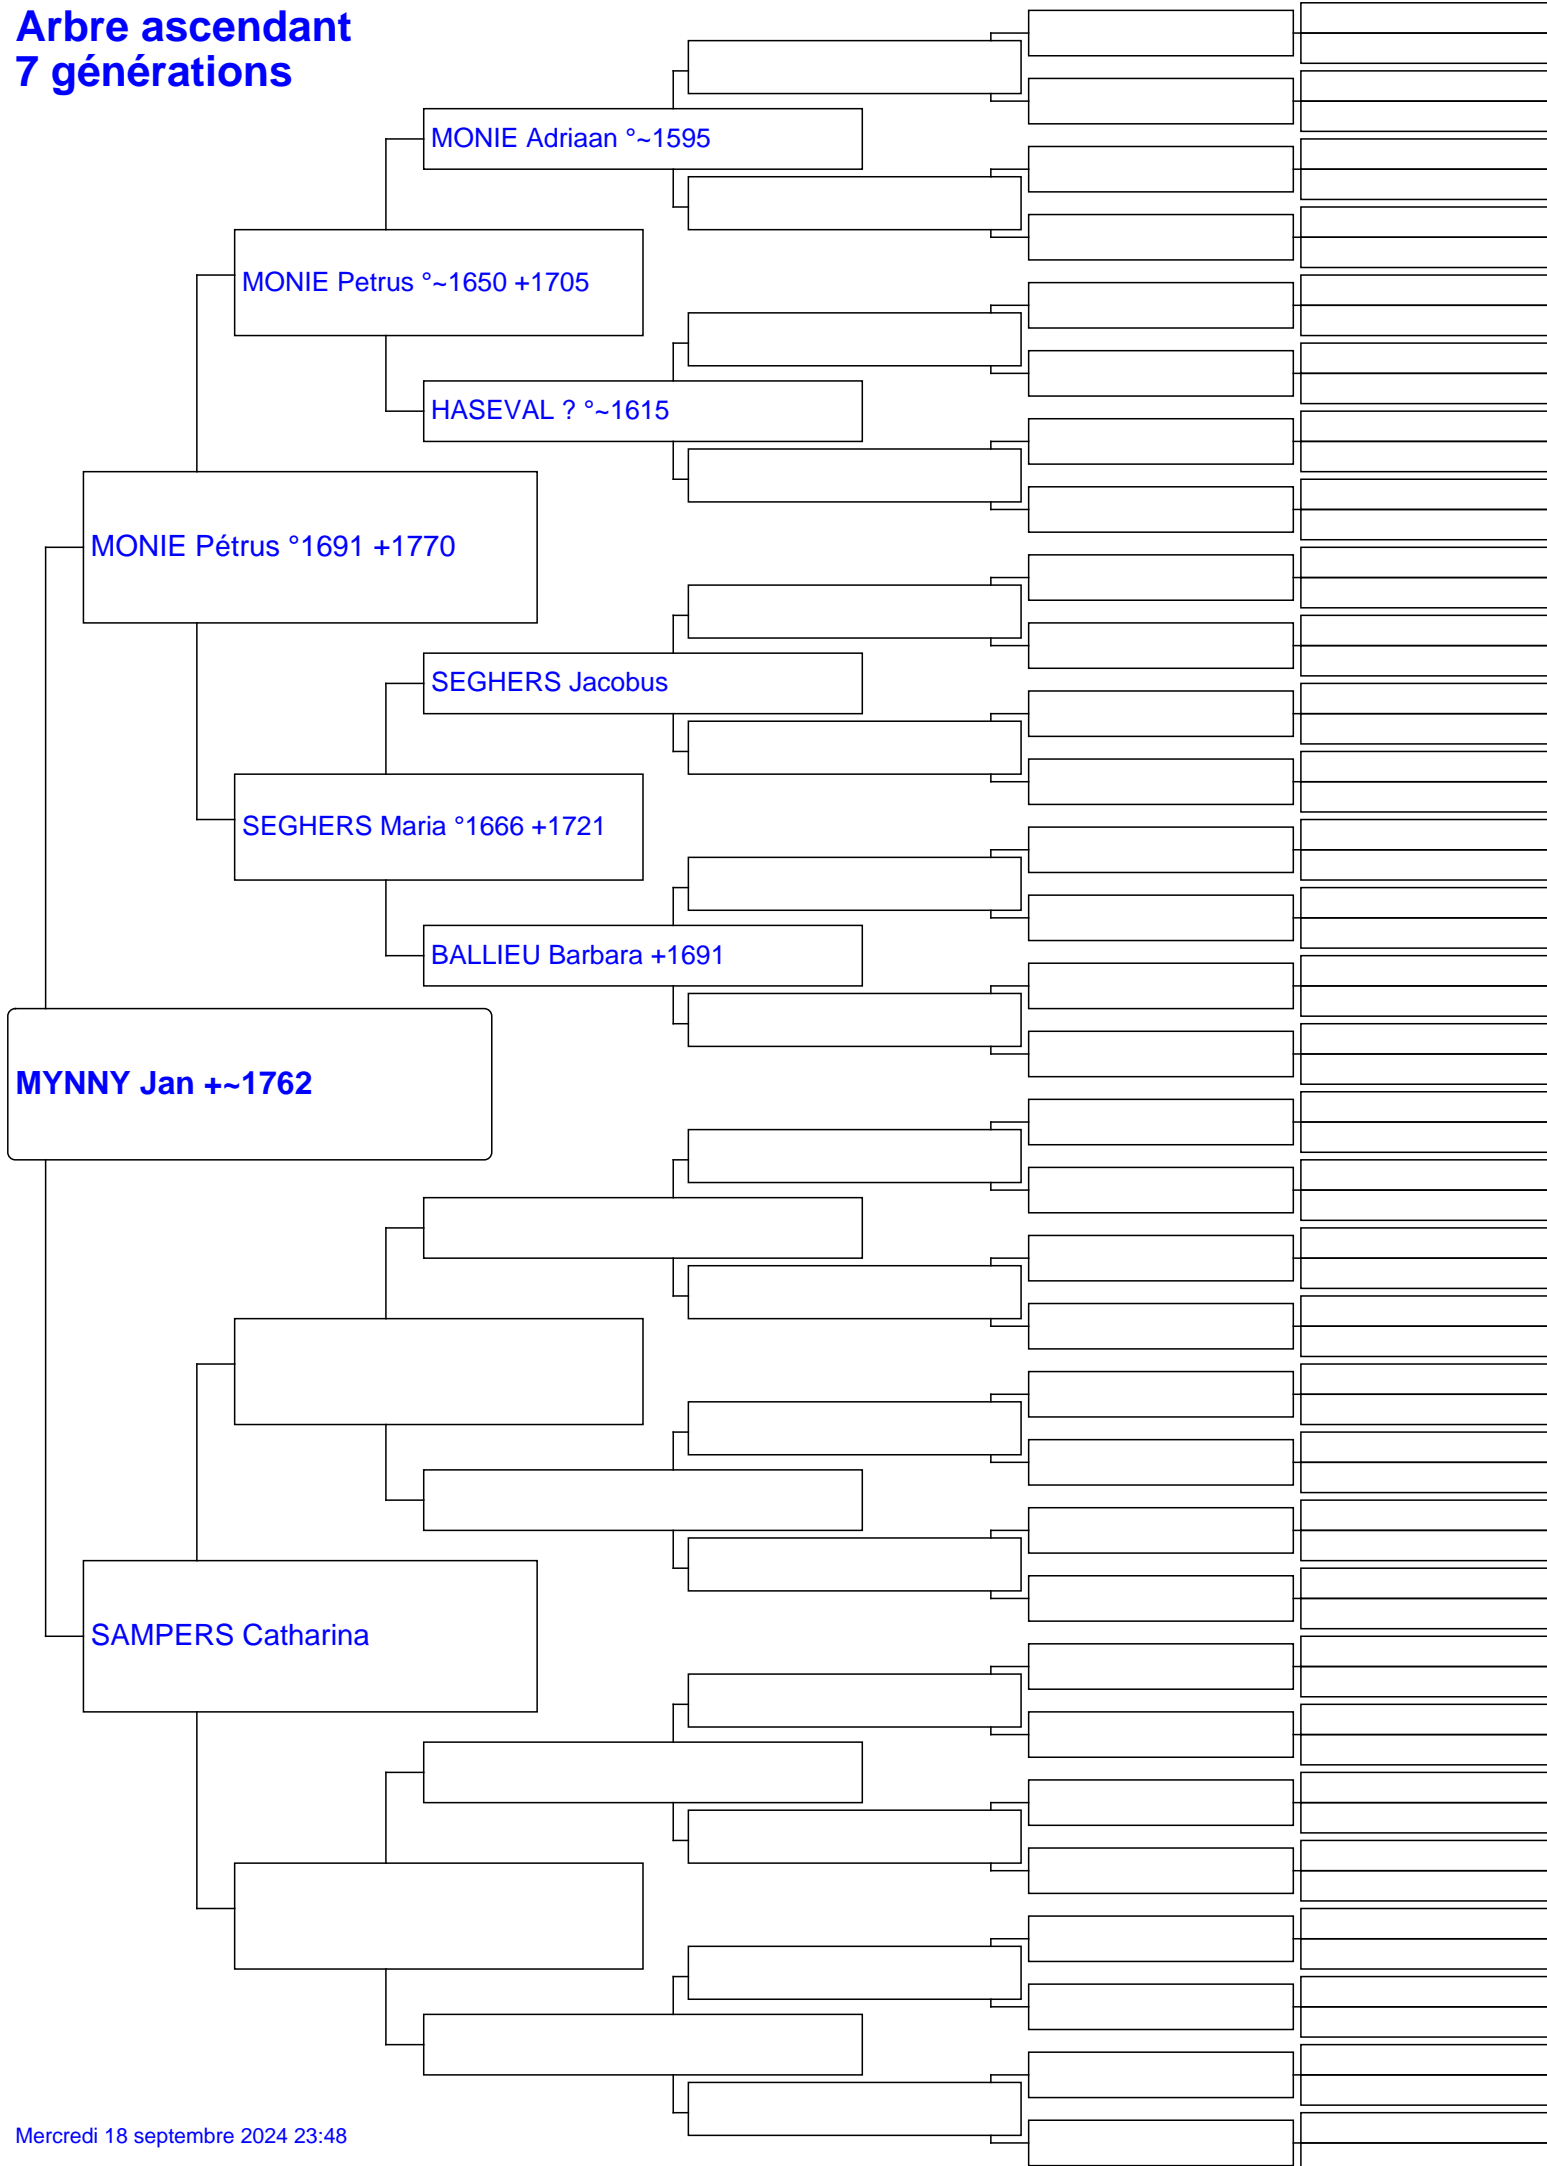 Arbre ascendant
7 générations
MONIE Adriaan °~1595
MONIE Petrus °~1650 +1705
HASEVAL ? °~1615
MONIE Pétrus °1691 +1770
SEGHERS Jacobus
SEGHERS Maria °1666 +1721
BALLIEU Barbara +1691
MYNNY Jan +~1762
SAMPERS Catharina
Mercredi 18 septembre 2024 23:48